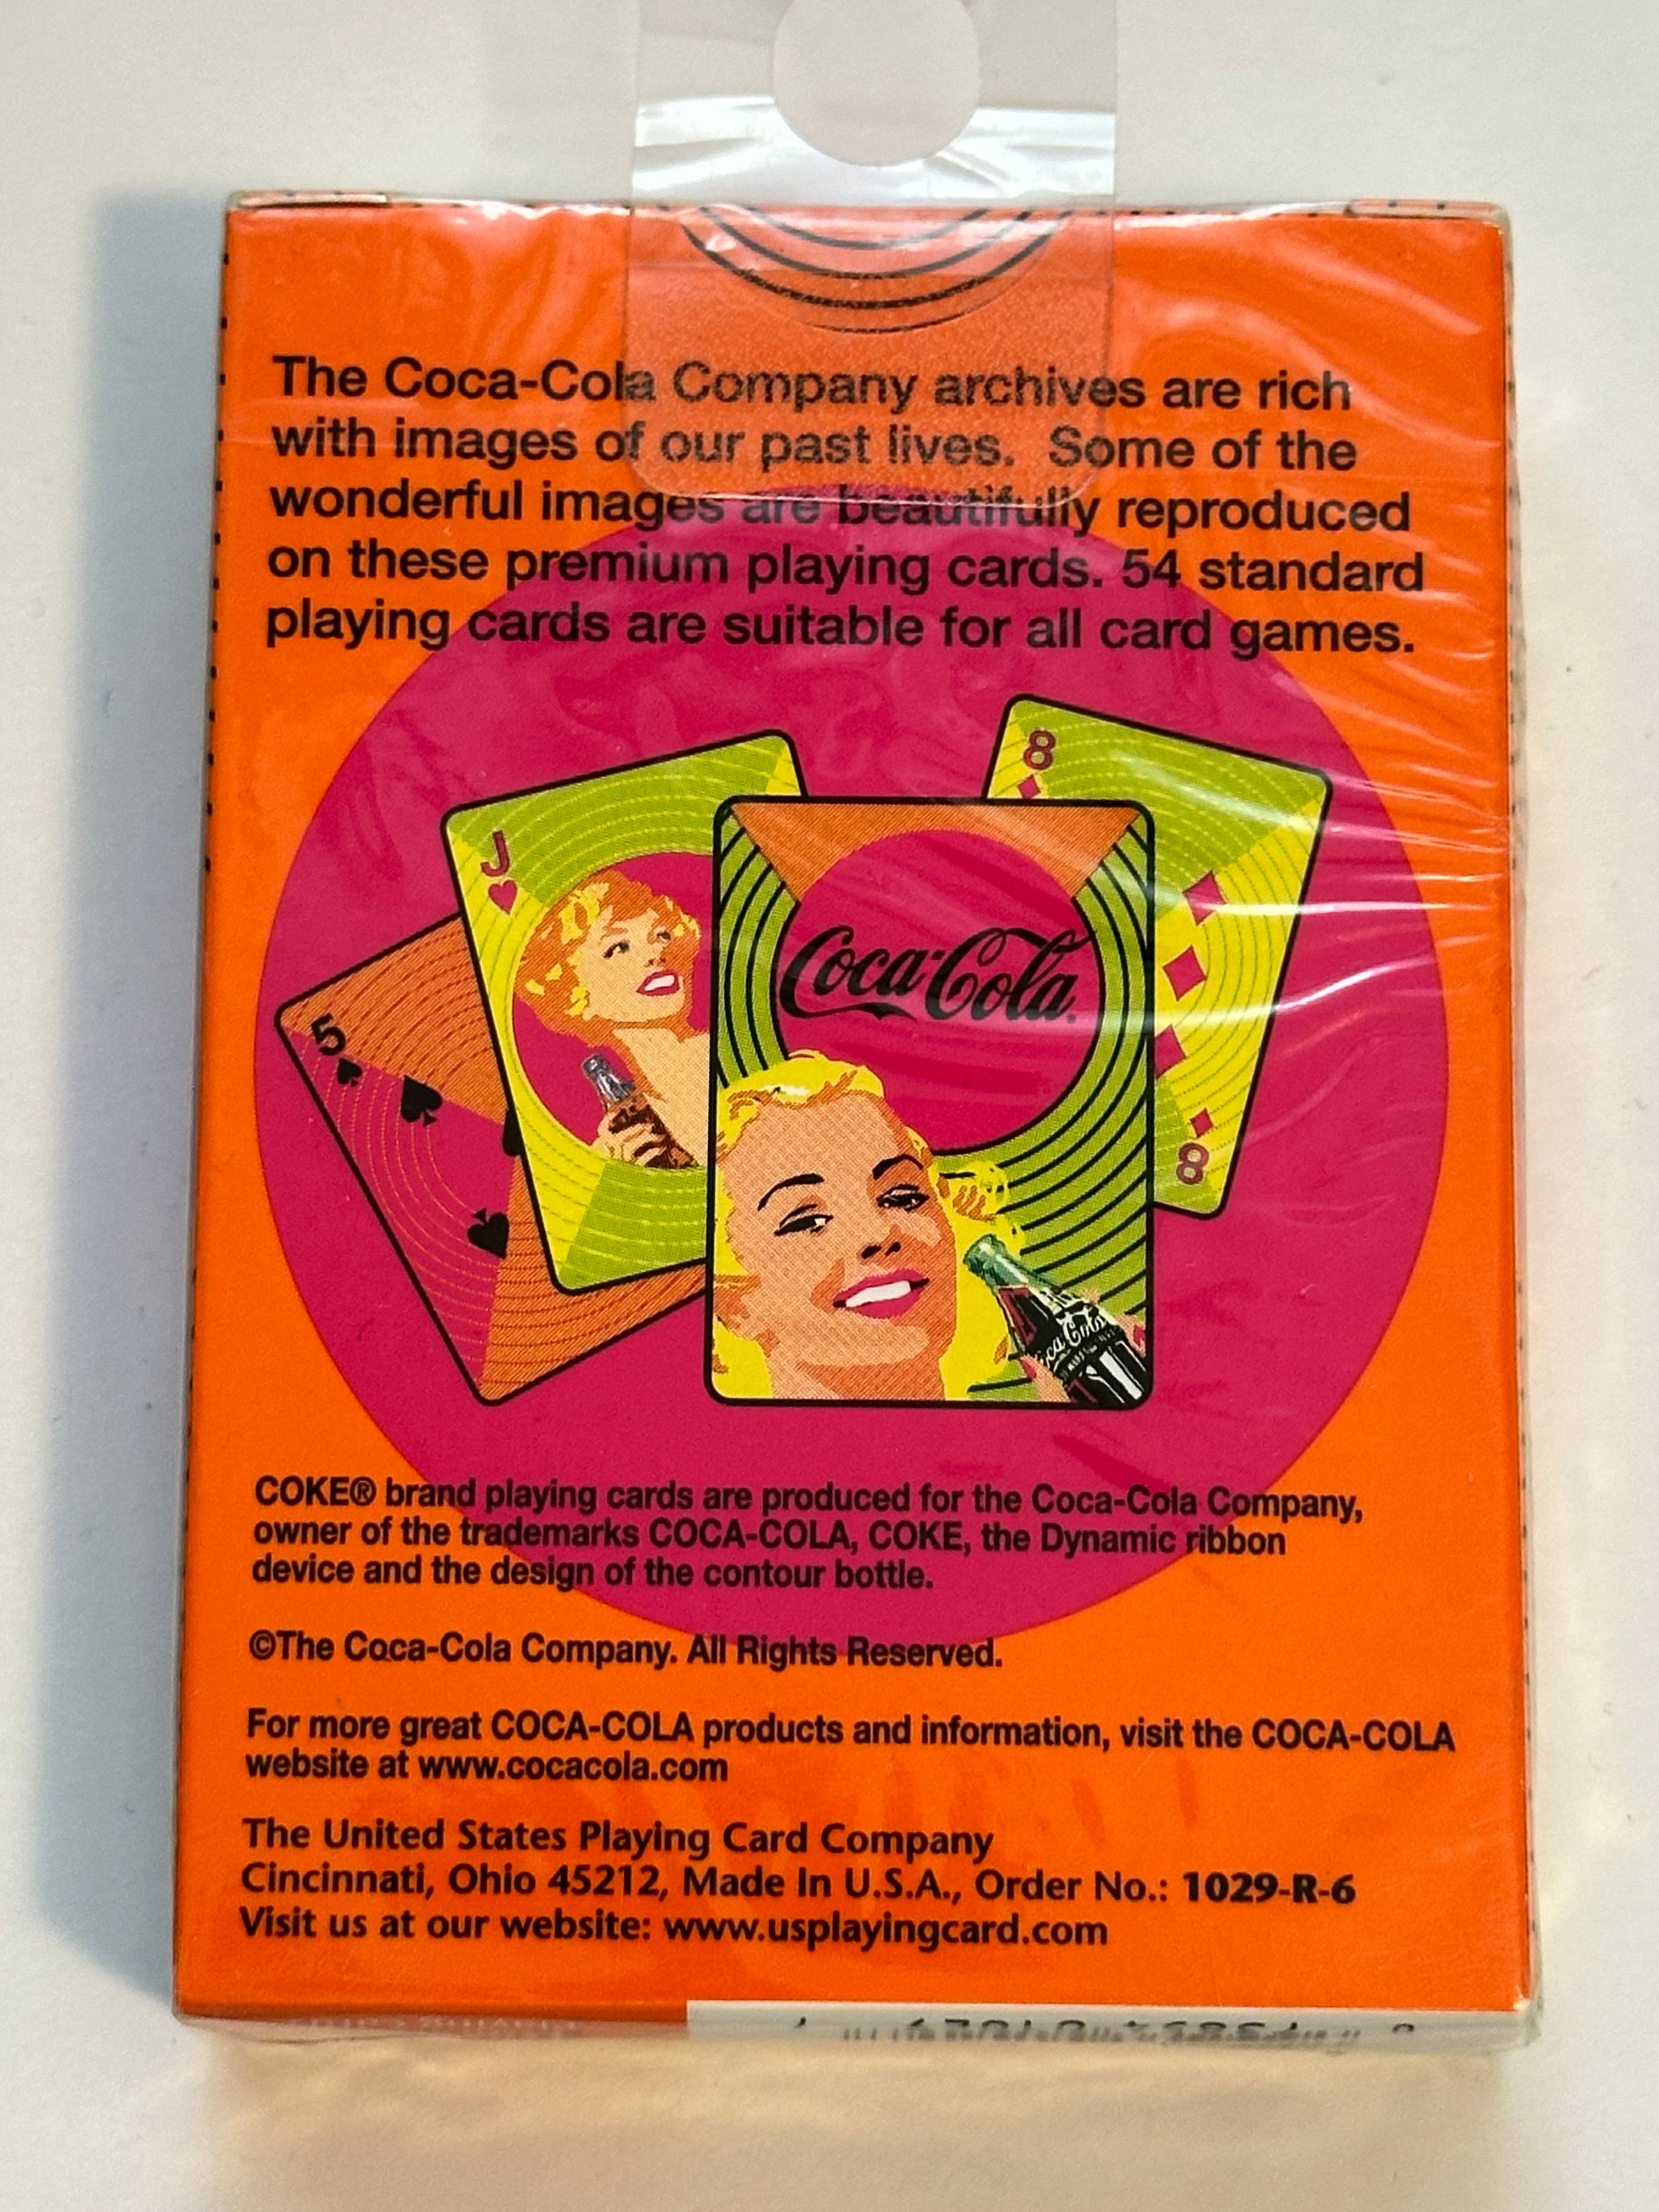 The Coca-Cola Company archives are rich
with images of our past lives. Some of the
wonderful images are beautifully reproduced
on these premium playing cards. 54 standard
playing cards are suitable for all card games.
5
J
Coca-Cola
8
8
Coca-Cola
COKE® brand playing cards are produced for the Coca-Cola Company,
owner of the trademarks COCA-COLA, COKE, the Dynamic ribbon
device and the design of the contour bottle.
©The Coca-Cola Company. All Rights Reserved.
For more great COCA-COLA products and information, visit the COCA-COLA
website at www.cocacola.com
The United States Playing Card Company
Cincinnati, Ohio 45212, Made In U.S.A., Order No.: 1029-R-6
Visit us at our website: www.usplayingcard.com